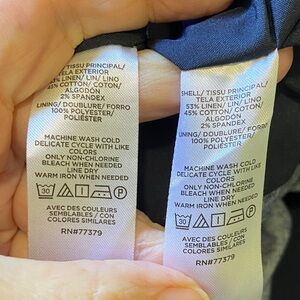 TISSU PRINCIPAL/
TELA EXTERIOR
53% LINEN/ LIN/ LINO
45% COTTON/ COTON/
ALGODÓN
2% SPANDEX
LINING/ DOUBLURE/ FORRO
100% POLYESTER/
POLIÉSTER
MACHINE WASH COLD
DELICATE CYCLE WITH LIKE
COLORS
ONLY NON-CHLORINE
BLEACH WHEN NEEDED
LINE DRY
WARM IRON WHEN NEEDED
30 P
AVEC DES COULEURS
SEMBLABLES / CON
COLORES SIMILARES
RN#77379
SHELL/ TISSU PRINCIPAL/
TELA EXTERIOR
53% LINEN/ LIN/ LINO
45% COTTON/ COTON/
ALGODÓN
2% SPANDEX
LINING/ DOUBLURE/ FORRO
100% POLYESTER/
POLIÉSTER
MACHINE WASH COLD
DELICATE CYCLE WITH LIKE
COLORS
ONLY NON-CHLORINE
BLEACH WHEN NEEDED
LINE DRY
WARM IRON WHEN NEEDED
30 P
AVEC DES COULEURS
SEMBLABLES / CON
COLORES SIMILARES
RN#77379